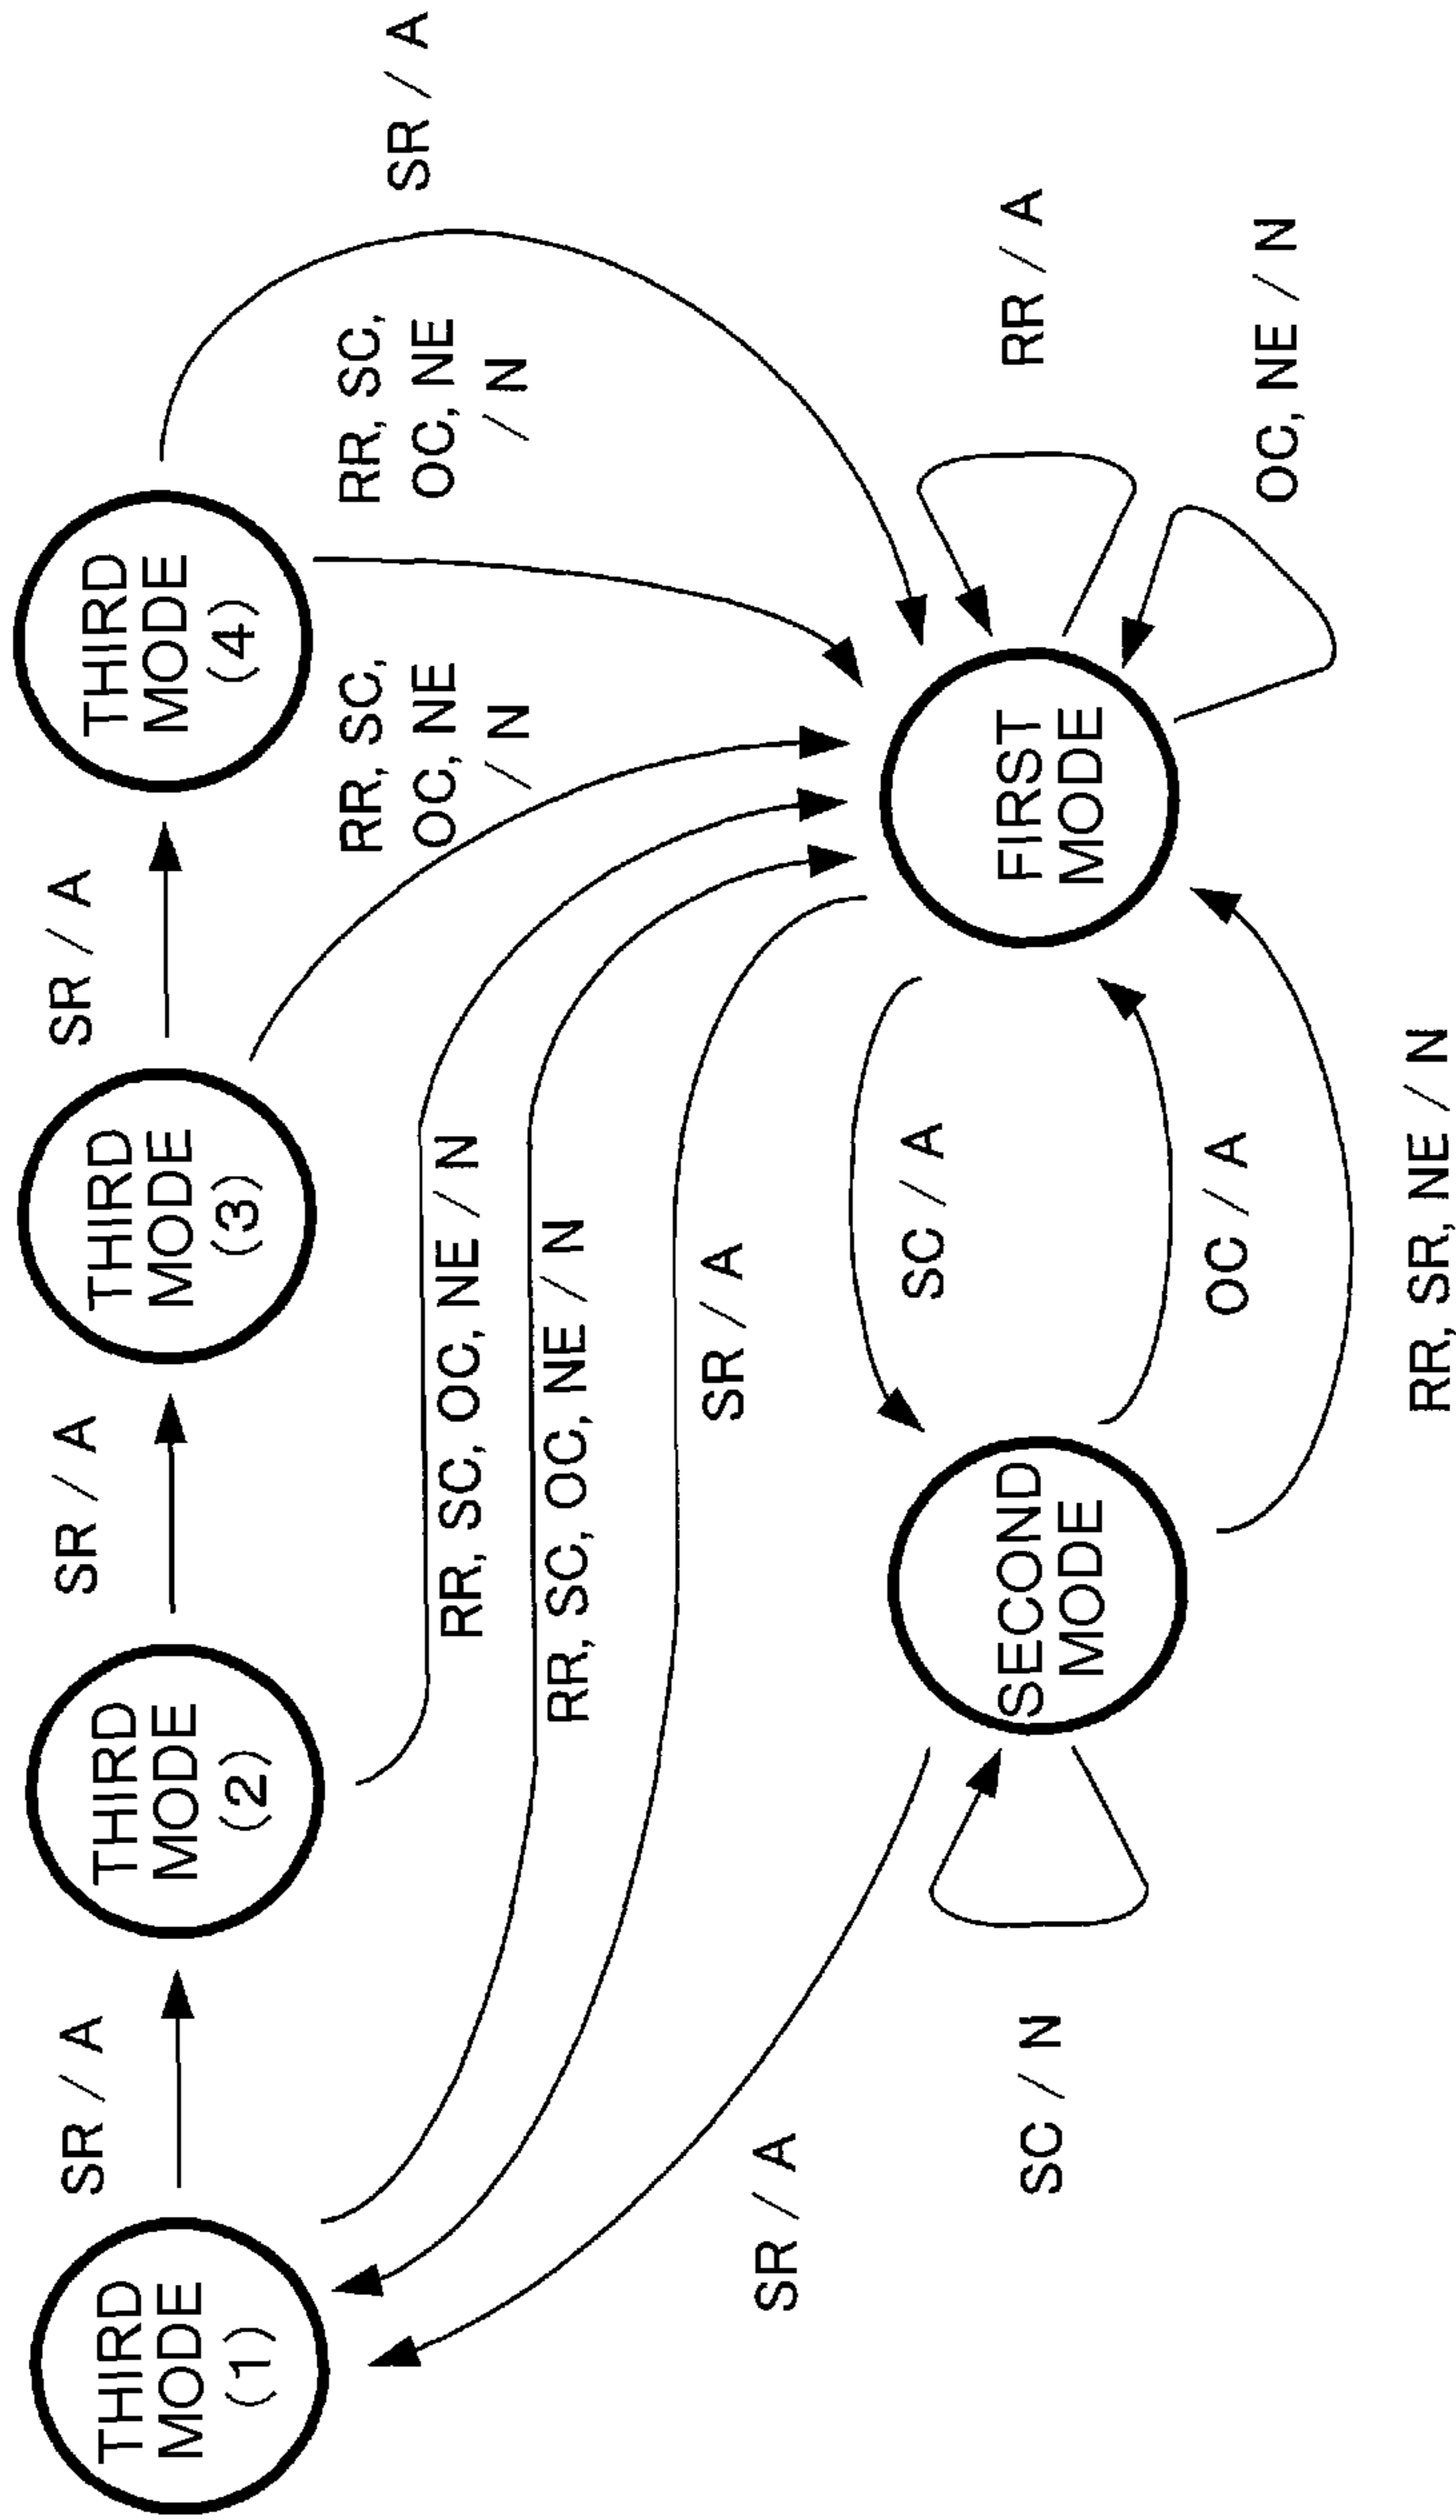 SR / A
SR / A
SR / A
THIRD
MODE
(1)
THIRD
MODE
(2)
THIRD
MODE
(3)
THIRD
MODE
(4)
RR, SC,
OC, NE
/ N
RR, SC,
OC, NE
/ N
SR / A
RR, SC, OC, NE / N
RR, SC, OC, NE / N
SR / A
SR / A
SC / A
SC / N
SECOND
MODE
FIRST
MODE
RR / A
OC / A
OC, NE / N
RR, SR, NE / N